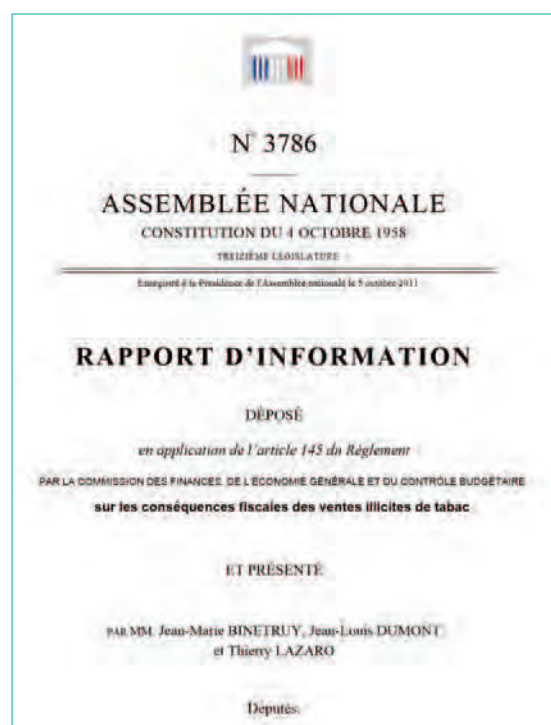 N° 3786
ASSEMBLÉE NATIONALE
CONSTITUTION DU 4 OCTOBRE 1958
TREIZIÈME LÉGISLATURE
Enregistré à la Présidence de l'Assemblée nationale le 5 octobre 2011
RAPPORT D'INFORMATION
DÉPOSÉ
en application de l'article 145 du Règlement
PAR LA COMMISSION DES FINANCES, DE L'ÉCONOMIE GÉNÉRALE ET DU CONTRÔLE BUDGÉTAIRE
sur les conséquences fiscales des ventes illicites de tabac
ET PRÉSENTÉ
PAR MM. Jean-Marie BINETRUY, Jean-Louis DUMONT
et Thierry LAZARO
Députés.